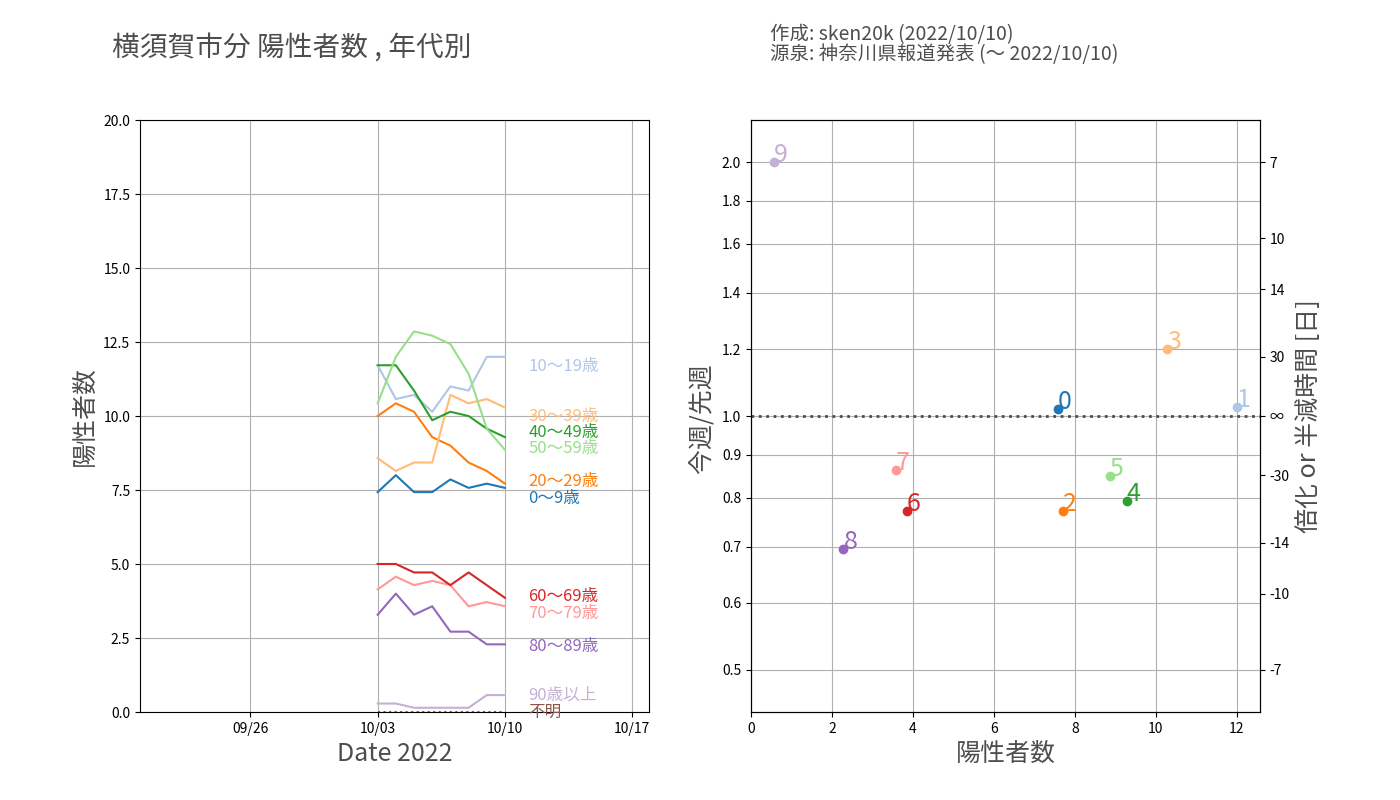 横須賀市分 陽性者数 , 年代別
作成: sken20k (2022/10/10)
源泉: 神奈川県報道発表 (〜 2022/10/10)
陽性者数
20.0
17.5
15.0
12.5
10.0
7.5
5.0
2.5
0.0
10〜19歳
30〜39歳
40〜49歳
50〜59歳
20〜29歳
0〜9歳
60〜69歳
70〜79歳
80〜89歳
90歳以上
不明
09/26
10/03
10/10
10/17
Date 2022
今週/先週
2.0
1.8
1.6
1.4
1.2
1.0
0.9
0.8
0.7
0.6
0.5
9
3
1
0
7
5
4
6
2
8
7
10
14
30
∞
-30
-14
-10
-7
倍化 or 半減時間 [日]
0
2
4
6
8
10
12
陽性者数